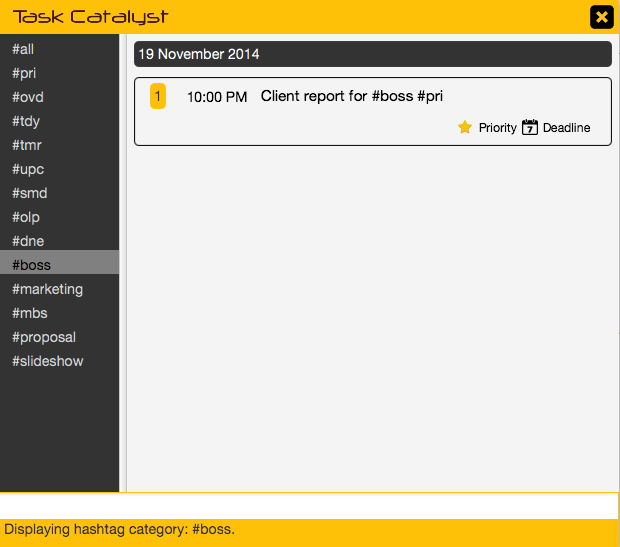 Task Catalyst
#all
#pri
#ovd
#tdy
#tmr
#upc
#smd
#olp
#dne
#boss
#marketing
#mbs
#proposal
#slideshow
19 November 2014
1 10:00 PM Client report for #boss #pri
Priority 7 Deadline
Displaying hashtag category: #boss.